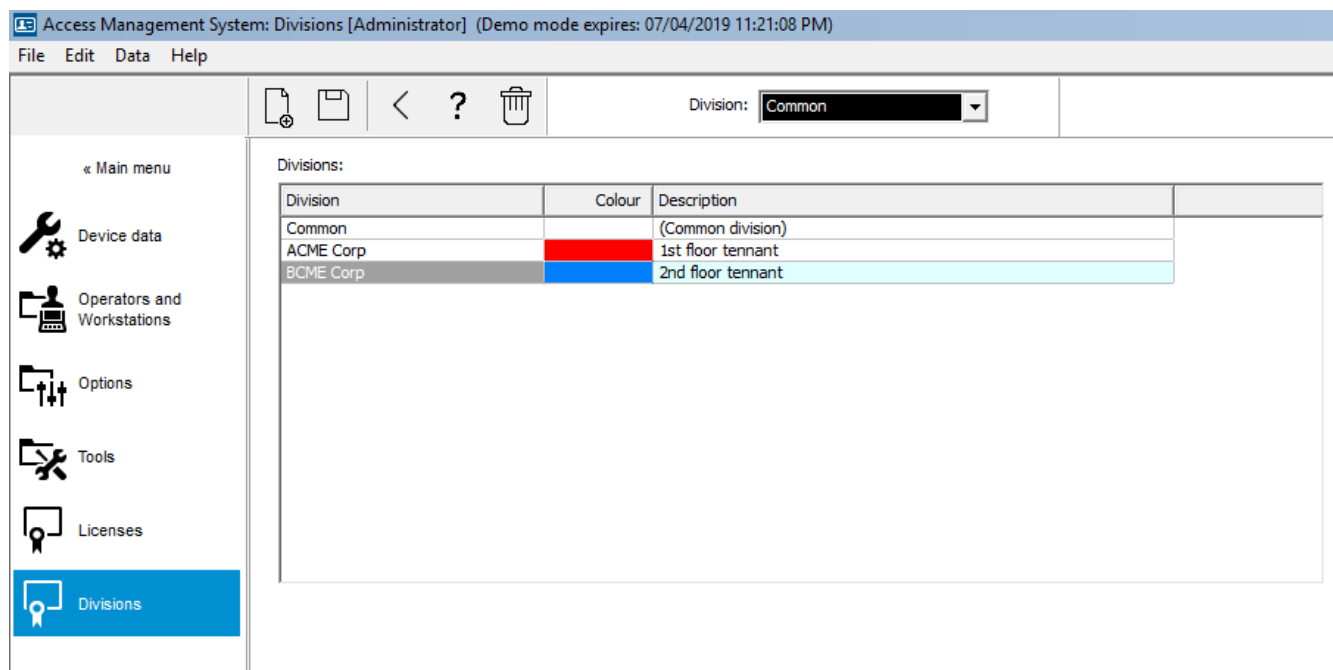 Access Management System: Divisions [Administrator] (Demo mode expires: 07/04/2019 11:21:08 PM)
File Edit Data Help
? Division: Common
« Main menu
Divisions:
Division Colour Description
Common (Common division)
ACME Corp 1st floor tennant
BCME Corp 2nd floor tennant
Device data
Operators and
Workstations
Options
Tools
Licenses
Divisions